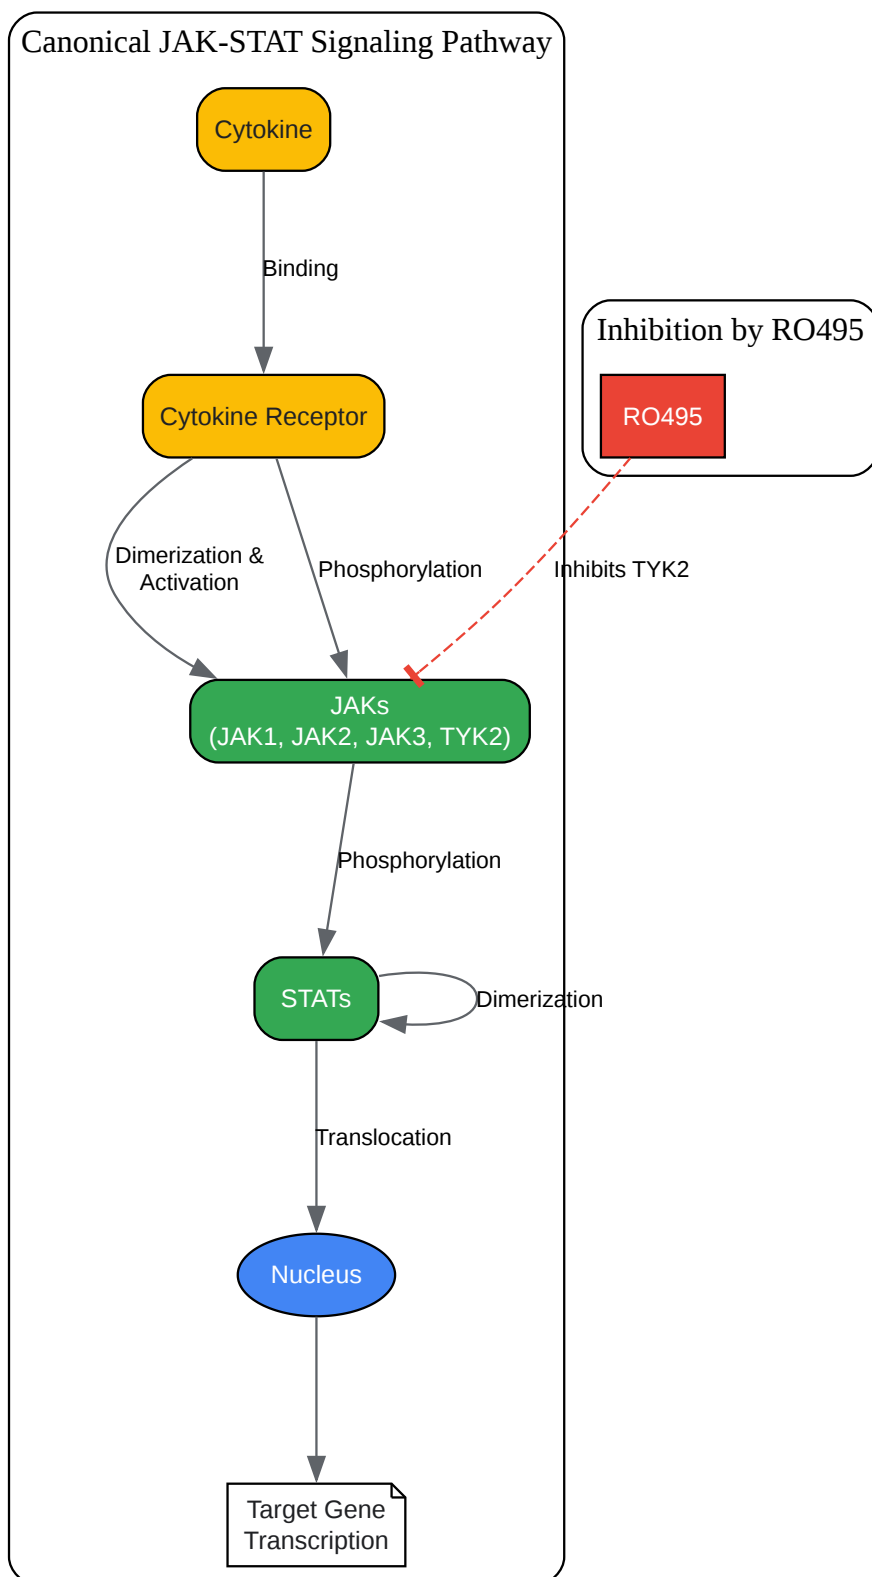 Canonical JAK-STAT Signaling Pathway
Cytokine
Binding
Inhibition by RO495
Cytokine Receptor
RO495
Dimerization &
Activation
Phosphorylation
Inhibits TYK2
JAKs
(JAK1, JAK2, JAK3, TYK2)
Phosphorylation
STATs
Dimerization
Translocation
Nucleus
Target Gene
Transcription